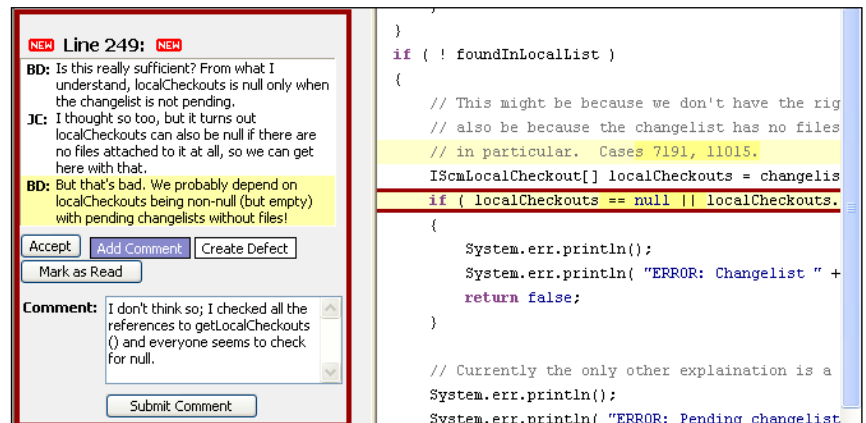 NEW Line 249: NEW
BD: Is this really sufficient? From what I
understand, localCheckouts is null only when
the changelist is not pending.
JC: I thought so too, but it turns out
localCheckouts can also be null if there are
no files attached to it at all, so we can get
here with that.
BD: But that's bad. We probably depend on
localCheckouts being non-null (but empty)
with pending changelists without files!
Accept Add Comment Create Defect
Mark as Read
Comment: I don't think so; I checked all the
references to getLocalCheckouts
() and everyone seems to check
for null.
Submit Comment
}
if ( ! foundInLocalList )
{
// This might be because we don't have the rig
// also be because the changelist has no files
// in particular. Cases 7191, 11015.
IScmLocalCheckout[] localCheckouts = changelis
if ( localCheckouts == null || localCheckouts.
{
System.err.println();
System.err.println( "ERROR: Changelist " +
return false;
}
// Currently the only other explaination is a
System.err.println();
System.err.println( "ERROR: Pending changelist